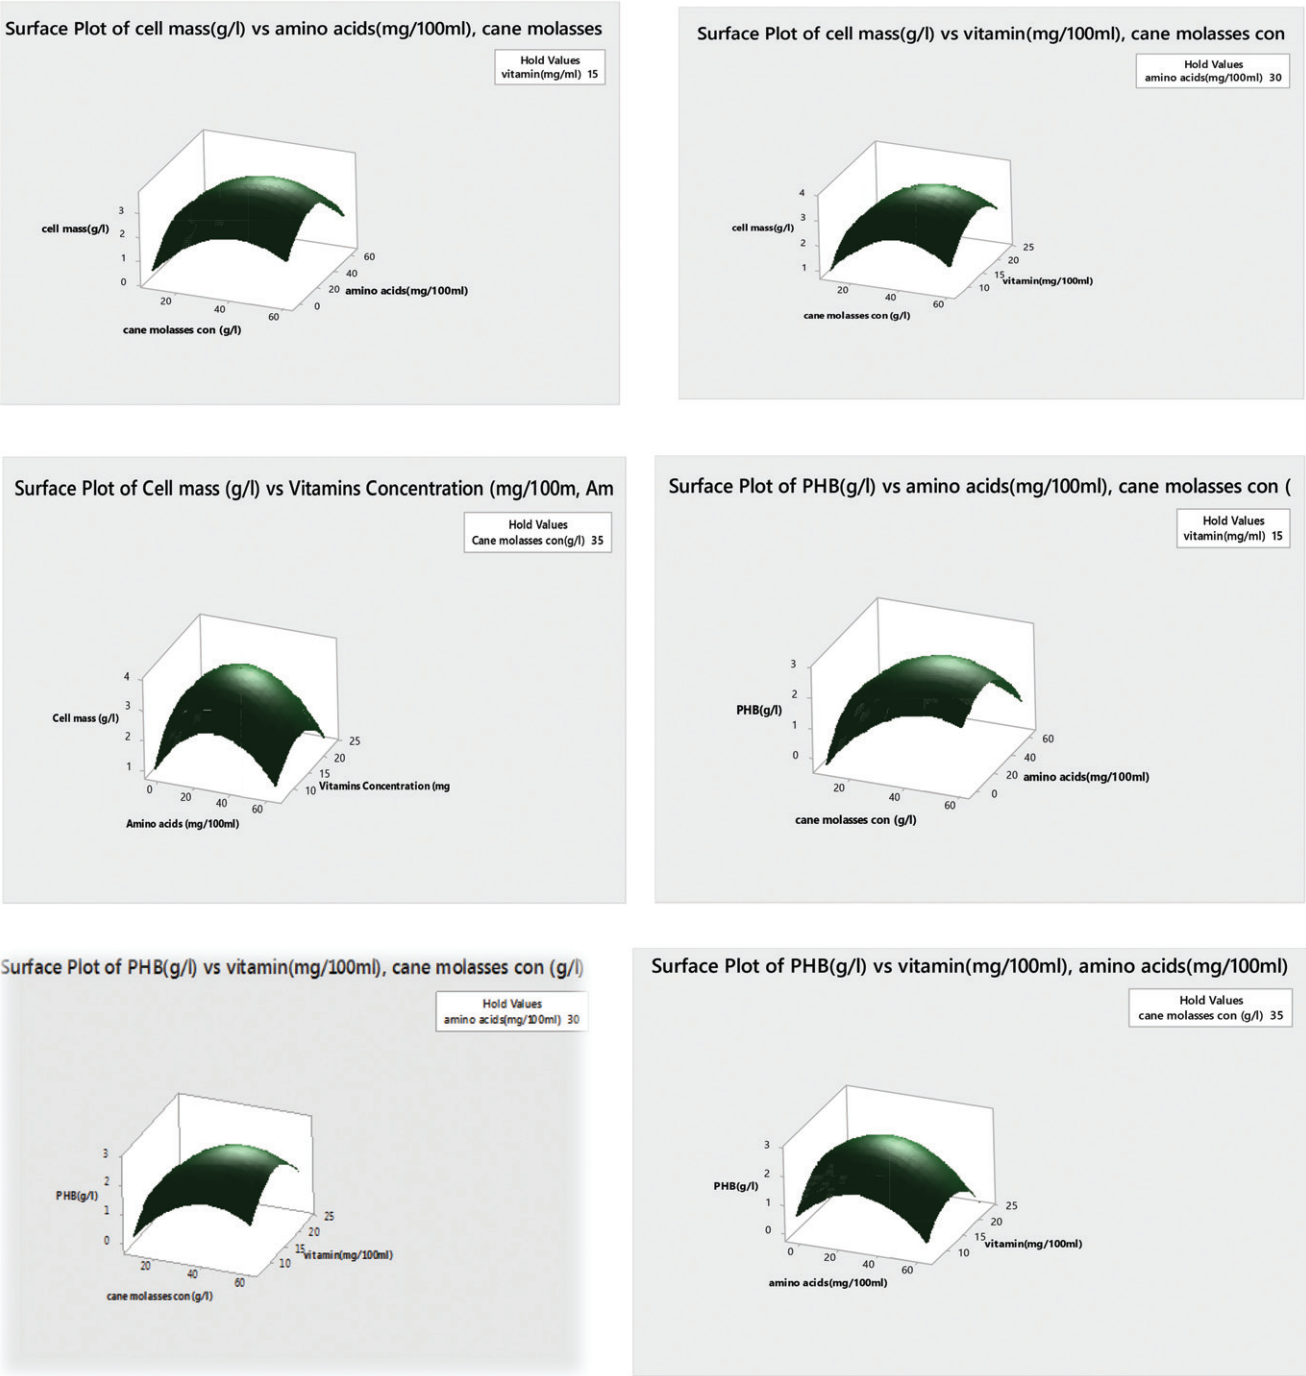 Surface Plot of cell mass(g/l) vs amino acids(mg/100ml), cane molasses
Hold Values
vitamin(mg/ml) 15
3
2
1
0
cell mass(g/l)
20
40
60
cane molasses con (g/l)
0
20
40
60
amino acids(mg/100ml)
Surface Plot of cell mass(g/l) vs vitamin(mg/100ml), cane molasses con
Hold Values
amino acids(mg/100ml) 30
4
3
2
1
cell mass(g/l)
20
40
60
cane molasses con (g/l)
10
15
20
25
vitamin(mg/100ml)
Surface Plot of Cell mass (g/l) vs Vitamins Concentration (mg/100m, Am
Hold Values
Cane molasses con(g/l) 35
4
3
2
1
Cell mass (g/l)
0
20
40
60
Amino acids (mg/100ml)
10
15
20
25
Vitamins Concentration (mg
Surface Plot of PHB(g/l) vs amino acids(mg/100ml), cane molasses con (
Hold Values
vitamin(mg/ml) 15
3
2
1
0
PHB(g/l)
20
40
60
cane molasses con (g/l)
0
20
40
60
amino acids(mg/100ml)
Surface Plot of PHB(g/l) vs vitamin(mg/100ml), cane molasses con (g/l)
Hold Values
amino acids(mg/100ml) 30
3
2
1
0
PHB(g/l)
20
40
60
cane molasses con (g/l)
10
15
20
25
vitamin(mg/100ml)
Surface Plot of PHB(g/l) vs vitamin(mg/100ml), amino acids(mg/100ml)
Hold Values
cane molasses con (g/l) 35
3
2
1
0
PHB(g/l)
0
20
40
60
amino acids(mg/100ml)
10
15
20
25
vitamin(mg/100ml)